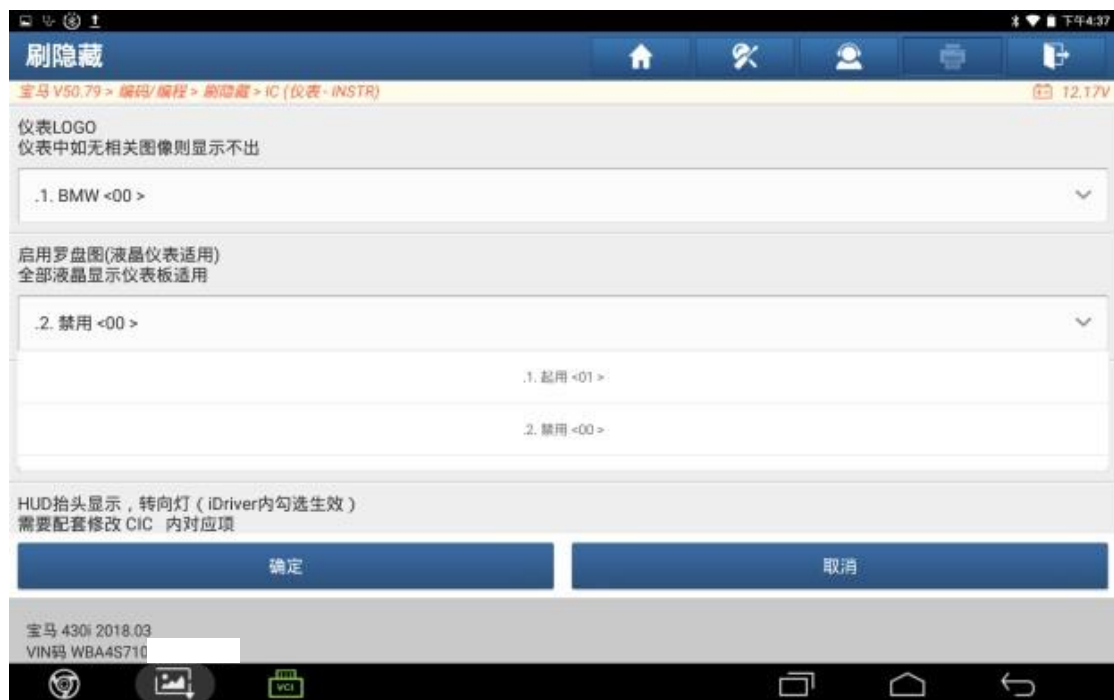 下午4:37
刷隐藏
宝马 V50.79 > 编码/编程 > 刷隐藏 > IC (仪表 - INSTR)
12.17V
仪表LOGO
仪表中如无相关图像则显示不出
.1. BMW <00 >
启用罗盘图(液晶仪表适用)
全部液晶显示仪表板适用
.2. 禁用 <00 >
.1. 起用 <01 >
.2. 禁用 <00 >
HUD抬头显示，转向灯（iDriver内勾选生效）
需要配套修改 CIC 内对应项
确定
取消
宝马 430i 2018.03
VIN码 WBA4S710
VCI